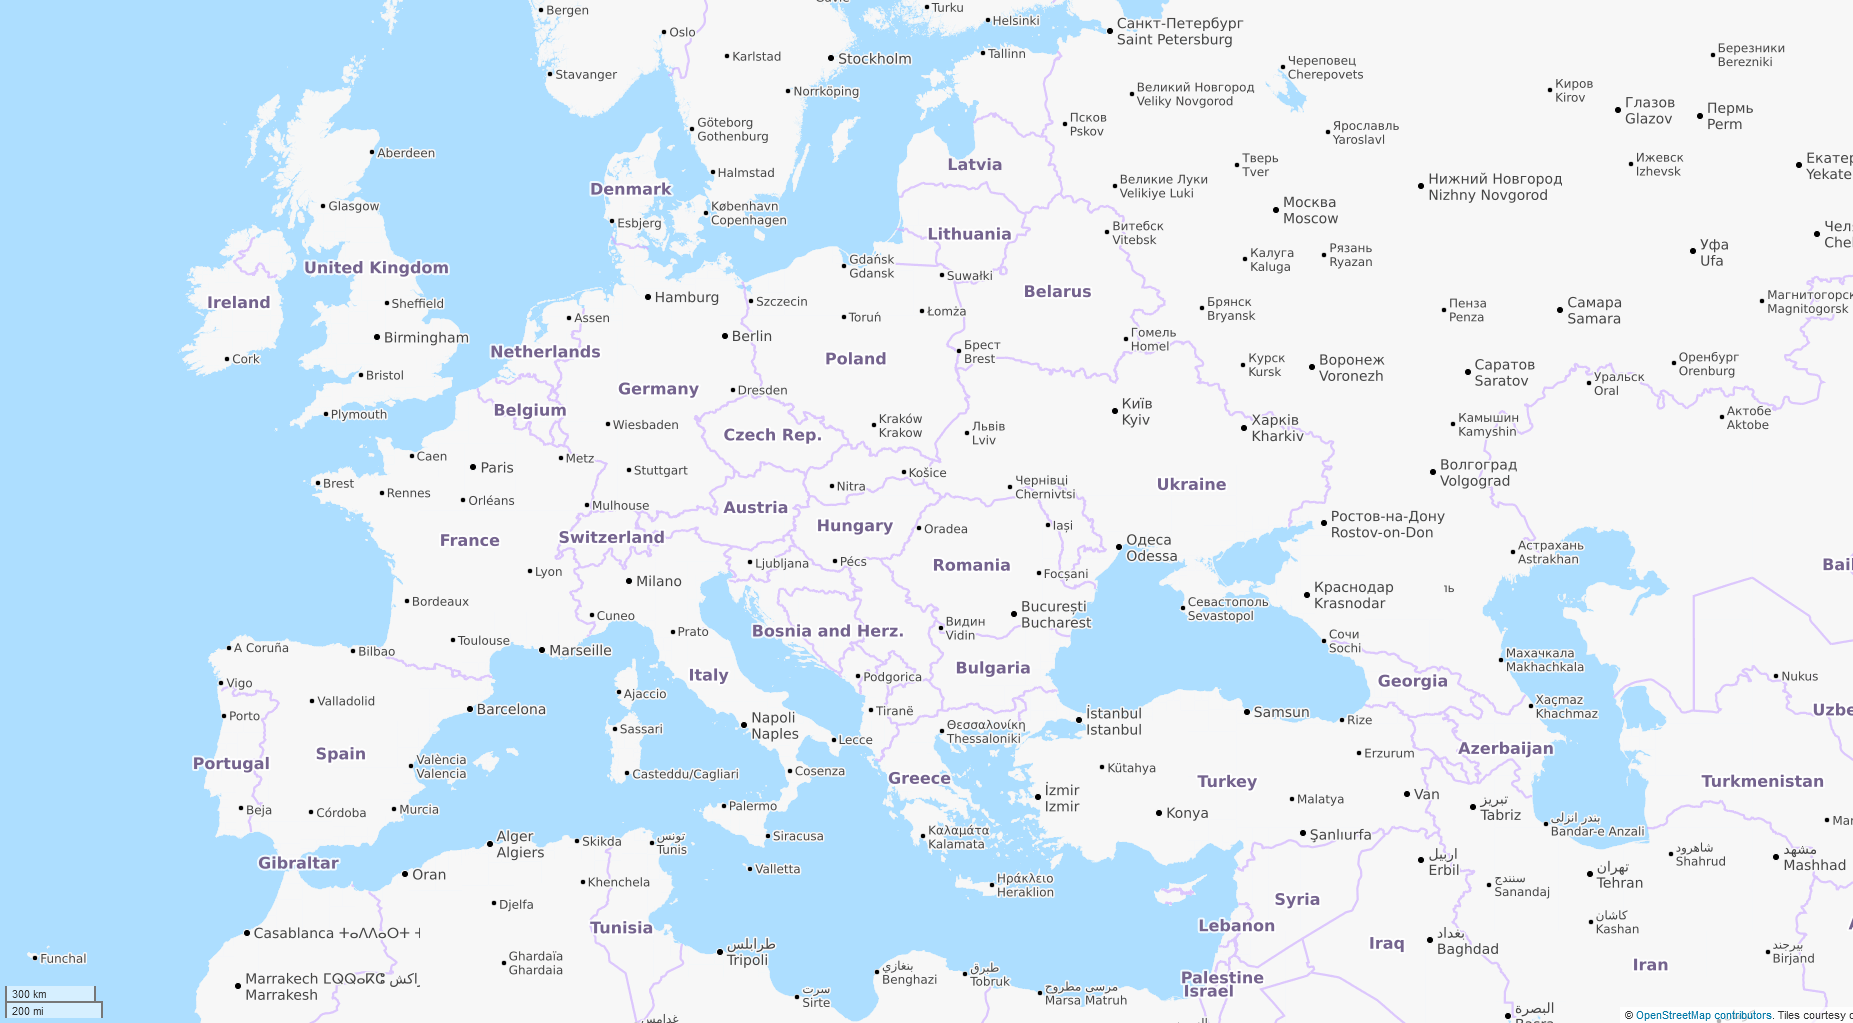 Bergen
Turku
Helsinki
Санкт-Петербург
Saint Petersburg
Oslo
Karlstad
Stockholm
Tallinn
Березники
Berezniki
Stavanger
Череповец
Cherepovets
Norrköping
Великий Новгород
Veliky Novgorod
Киров
Kirov
Глазов
Glazov
Пермь
Perm
Göteborg
Gothenburg
Псков
Pskov
Ярославль
Yaroslavl
Aberdeen
Latvia
Тверь
Tver
Ижевск
Izhevsk
Екатер
Yekate
Halmstad
Denmark
Великие Луки
Velikiye Luki
Нижний Новгород
Nizhny Novgorod
Glasgow
København
Copenhagen
Esbjerg
Москва
Moscow
Lithuania
Витебск
Vitebsk
Чел
Che
Gdańsk
Gdansk
Калуга
Kaluga
Рязань
Ryazan
Уфа
Ufa
United Kingdom
Suwałki
Ireland
Sheffield
Hamburg
Szczecin
Belarus
Брянск
Bryansk
Пенза
Penza
Самара
Samara
Магнитогорск
Magnitogorsk
Assen
Toruń
Łomża
Birmingham
Berlin
Гомель
Homel
Netherlands
Poland
Брест
Brest
Cork
Курск
Kursk
Воронеж
Voronezh
Саратов
Saratov
Оренбург
Orenburg
Bristol
Germany
Dresden
Уральск
Oral
Plymouth
Belgium
Київ
Kyiv
Актобе
Aktobe
Wiesbaden
Czech Rep.
Kraków
Krakow
Львів
Lviv
Харків
Kharkiv
Камышин
Kamyshin
Caen
Paris
Metz
Stuttgart
Košice
Волгоград
Volgograd
Brest
Rennes
Orléans
Nitra
Чернівці
Chernivtsi
Ukraine
Mulhouse
Austria
Hungary
Oradea
Iași
Ростов-на-Дону
Rostov-on-Don
France
Switzerland
Одеса
Odessa
Астрахань
Astrakhan
Ljubljana
Pécs
Romania
Focșani
Bai
Lyon
Milano
Краснодар
Krasnodar
нь
Bordeaux
Cuneo
București
Bucharest
Севастополь
Sevastopol
Prato
Bosnia and Herz.
Видин
Vidin
Сочи
Sochi
A Coruña
Bilbao
Toulouse
Marseille
Махачкала
Makhachkala
Vigo
Italy
Podgorica
Bulgaria
Georgia
Nukus
Valladolid
Ajaccio
Porto
Barcelona
Napoli
Naples
Tiranë
İstanbul
Istanbul
Samsun
Rize
Xaçmaz
Khachmaz
Uzbe
Sassari
Lecce
Θεσσαλονίκη
Thessaloniki
Portugal
Spain
València
Valencia
Erzurum
Azerbaijan
Casteddu/Cagliari
Cosenza
Greece
Kütahya
Turkey
Turkmenistan
Beja
Córdoba
Murcia
Palermo
İzmir
Izmir
Konya
Malatya
Van
تبریز
Tabriz
Siracusa
Καλαμάτα
Kalamata
Şanlıurfa
بندر انزلی
Bandar-e Anzali
Mar
Gibraltar
Alger
Algiers
Skikda
تونس
Tunis
Valletta
اربيل
Erbil
شاهرود
Shahrud
مشهد
Mashhad
Oran
Khenchela
Ηράκλειο
Heraklion
سنندج
Sanandaj
تهران
Tehran
Djelfa
Syria
Casablanca ⵜⴰⴷⴷⴰⵔⵜ
Tunisia
Lebanon
کاشان
Kashan
Funchal
Ghardaïa
Ghardaia
طرابلس
Tripoli
Iraq
بغداد
Baghdad
بیرجند
Birjand
Marrakech ⵎⵕⵕⴰⴽⵛ راكش
Marrakesh
بنغازي
Benghazi
طبرق
Tobruk
Palestine
Israel
Iran
سرت
Sirte
مرسى مطروح
Marsa Matruh
غدامس
البصرة
Basra
300 km
200 mi
© OpenStreetMap contributors. Tiles courtesy o